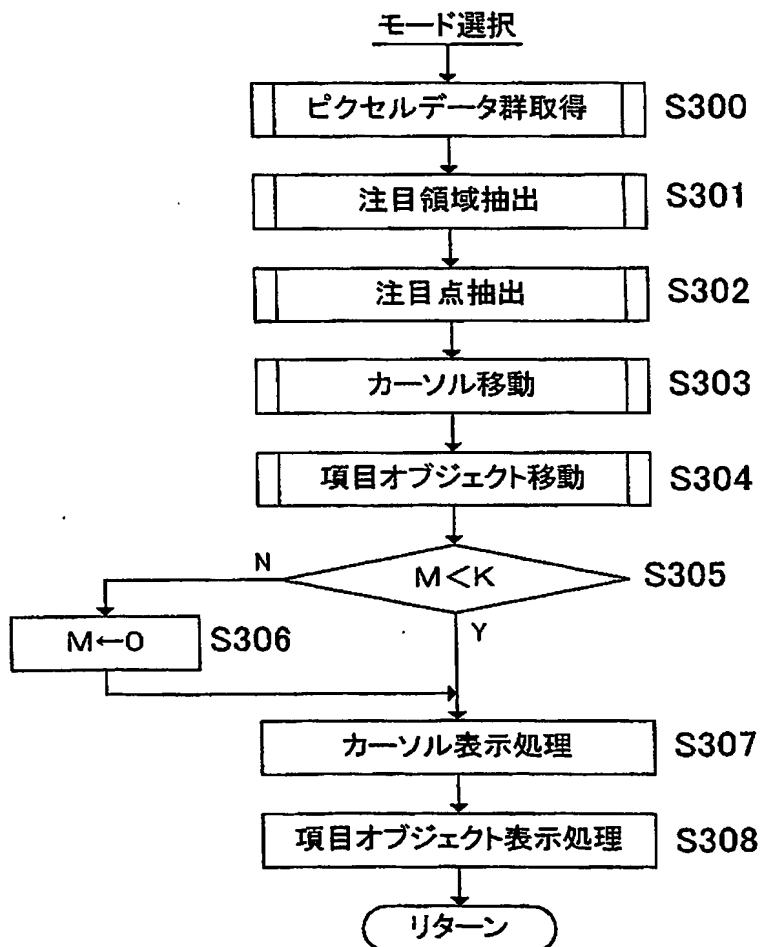 モード選択
ピクセルデータ群取得 S300
注目領域抽出 S301
注目点抽出 S302
カーソル移動 S303
項目オブジェクト移動 S304
M<K S305
N
Y
M←0 S306
カーソル表示処理 S307
項目オブジェクト表示処理 S308
リターン